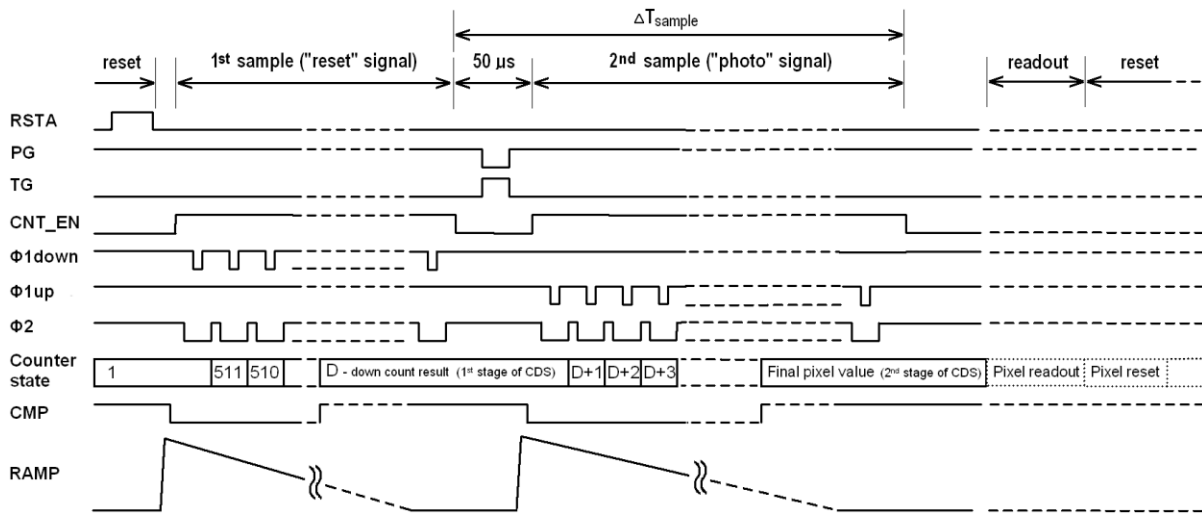 ΔTsample
reset 1st sample ("reset" signal) 50 µs 2nd sample ("photo" signal) readout reset
RSTA
PG
TG
CNT_EN
Φ1down
Φ1up
Φ2
Counter state 1 511 510 D - down count result (1st stage of CDS) D+1 D+2 D+3 Final pixel value (2nd stage of CDS) Pixel readout Pixel reset
CMP
RAMP